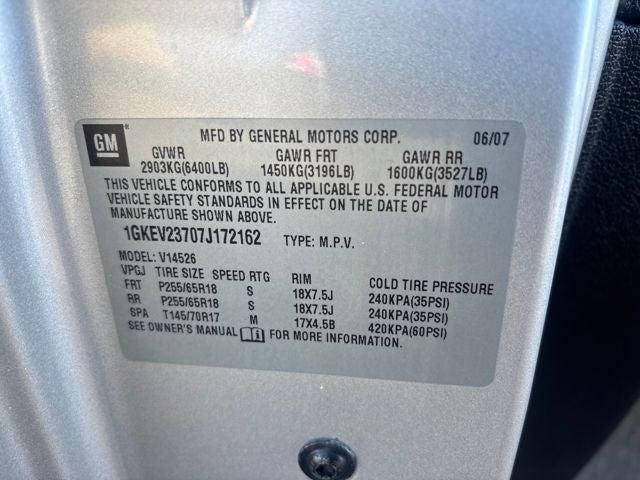 GM
MFD BY GENERAL MOTORS CORP. 06/07
GVWR GAWR FRT GAWR RR
2903KG(6400LB) 1450KG(3196LB) 1600KG(3527LB)
THIS VEHICLE CONFORMS TO ALL APPLICABLE U.S. FEDERAL MOTOR
VEHICLE SAFETY STANDARDS IN EFFECT ON THE DATE OF
MANUFACTURE SHOWN ABOVE.
1GKEV23707J172162 TYPE: M.P.V.
MODEL: V14526
VPGJ TIRE SIZE SPEED RTG RIM COLD TIRE PRESSURE
FRT P255/65R18 S 18X7.5J 240KPA(35PSI)
RR P255/65R18 S 18X7.5J 240KPA(35PSI)
SPA T145/70R17 M 17X4.5B 420KPA(60PSI)
SEE OWNER'S MANUAL FOR MORE INFORMATION.